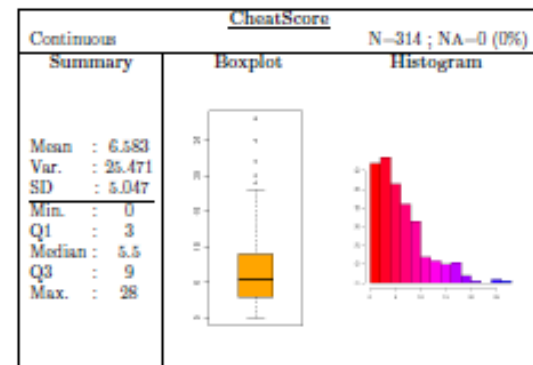 CheatScore
Continuous N=314 ; NA=0 (0%)
Summary Boxplot Histogram
Mean : 6.583
Var. : 25.471
SD : 5.047
Min. : 0
Q1 : 3
Median : 5.5
Q3 : 9
Max. : 28